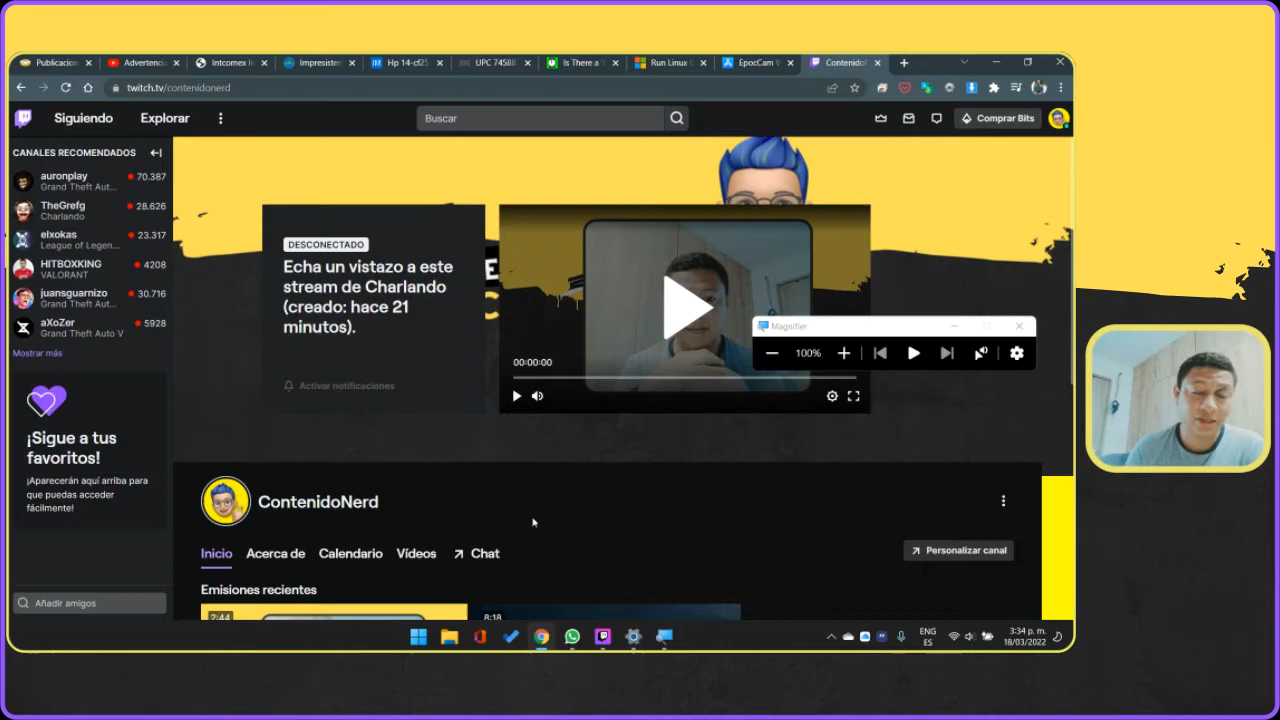 Publicacion
Advertencia
Intcomex In
Impresister
Hp 14-cf25
UPC 74588
Is There a "
Run Linux C
EpocCam V
Contenido
twitch.tv/contenidonerd
Siguiendo
Explorar
Buscar
Comprar Bits
CANALES RECOMENDADOS
auronplay
70.387
Grand Theft Aut...
TheGrefg
28.626
Charlando
elxokas
23.317
League of Legen...
HITBOXKING
4208
VALORANT
juansguarnizo
30.716
Grand Theft Aut...
aXoZer
5928
Grand Theft Auto V
Mostrar más
¡Sigue a tus
favoritos!
¡Aparecerán aquí arriba para
que puedas acceder
fácilmente!
Añadir amigos
DESCONECTADO
Echa un vistazo a este
stream de Charlando
(creado: hace 21
minutos).
Activar notificaciones
00:00:00
Magnifier
100%
ContenidoNerd
Inicio
Acerca de
Calendario
Vídeos
Chat
Personalizar canal
Emisiones recientes
2:44
8:18
ENG
ES
3:34 p. m.
18/03/2022